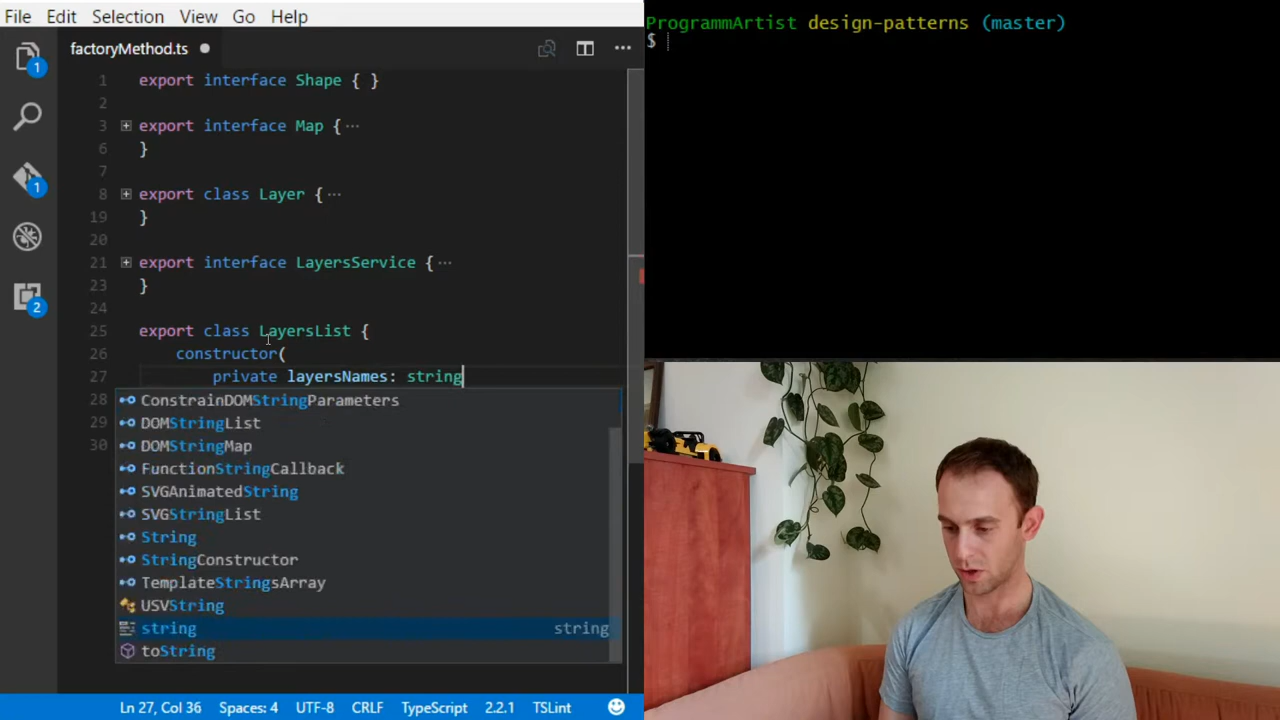 File Edit Selection View Go Help
factoryMethod.ts
1 export interface Shape { }
2
3 export interface Map { ...
6 }
7
8 export class Layer { ...
19 }
20
21 export interface LayersService { ...
23 }
24
25 export class LayersList {
26 constructor(
27 private layersNames: string
28 ConstrainDOMStringParameters
29 DOMStringList
30 DOMStringMap
FunctionStringCallback
SVGAnimatedString
SVGStringList
String
StringConstructor
TemplateStringsArray
USVString
string string
toString
1
1
2
Ln 27, Col 36 Spaces: 4 UTF-8 CRLF TypeScript 2.2.1 TSLint
ProgrammArtist design-patterns (master)
$